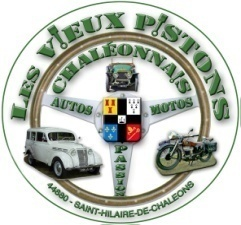 LES VIEUX PISTONS
CHALÉONNAIS
AUTOS MOTOS
PASSION
44680 - SAINT-HILAIRE-DE-CHALEONS